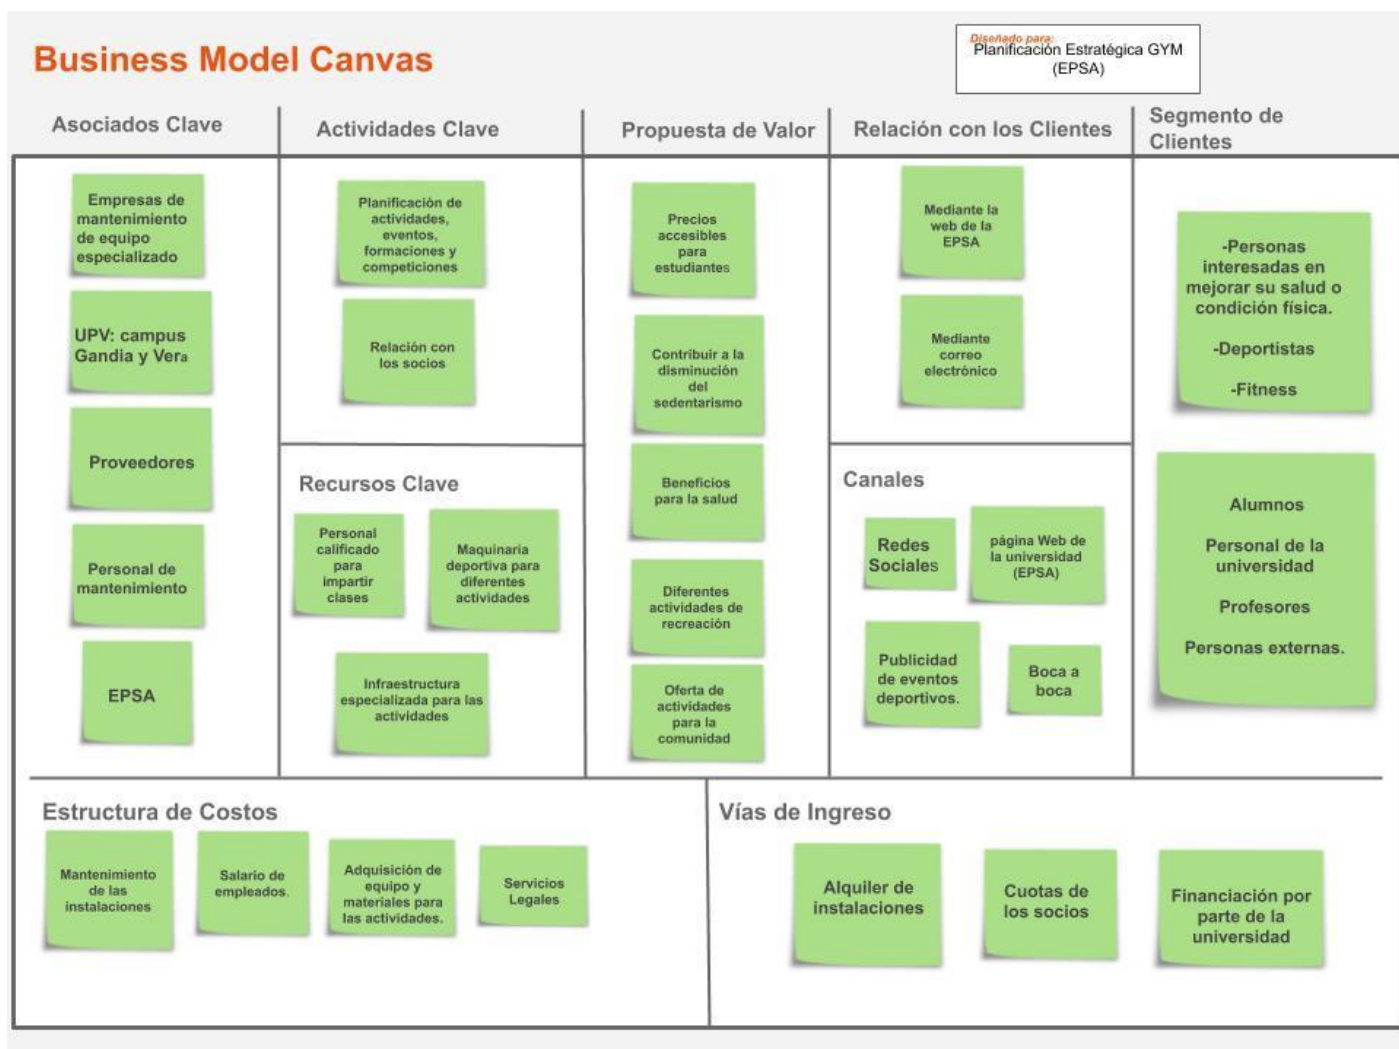 Business Model Canvas
Diseñado para:
Planificación Estratégica GYM
(EPSA)
Asociados Clave
Empresas de
mantenimiento
de equipo
especializado
UPV: campus
Gandia y Vera
Proveedores
Personal de
mantenimiento
EPSA
Actividades Clave
Planificación de
actividades,
eventos,
formaciones y
competiciones
Relación con
los socios
Recursos Clave
Personal
calificado
para
impartir
clases
Maquinaria
deportiva para
diferentes
actividades
Infraestructura
especializada para las
actividades
Propuesta de Valor
Precios
accesibles
para
estudiantes
Contribuir a la
disminución
del
sedentarismo
Beneficios
para la salud
Diferentes
actividades de
recreación
Oferta de
actividades
para la
comunidad
Relación con los Clientes
Mediante la
web de la
EPSA
Mediante
correo
electrónico
Canales
Redes
Sociales
página Web de
la universidad
(EPSA)
Publicidad
de eventos
deportivos.
Boca a
boca
Segmento de
Clientes
-Personas
interesadas en
mejorar su salud o
condición física.
-Deportistas
-Fitness
Alumnos
Personal de la
universidad
Profesores
Personas externas.
Estructura de Costos
Mantenimiento
de las
instalaciones
Salario de
empleados.
Adquisición de
equipo y
materiales para
las actividades.
Servicios
Legales
Vías de Ingreso
Alquiler de
instalaciones
Cuotas de
los socios
Financiación por
parte de la
universidad